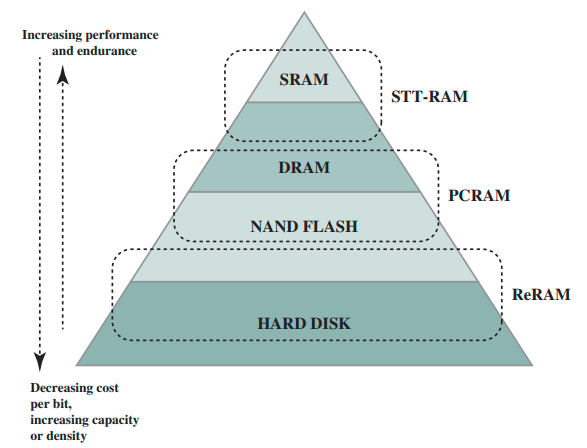 Increasing performance
and endurance
SRAM
STT-RAM
DRAM
PCRAM
NAND FLASH
ReRAM
HARD DISK
Decreasing cost
per bit,
increasing capacity
or density